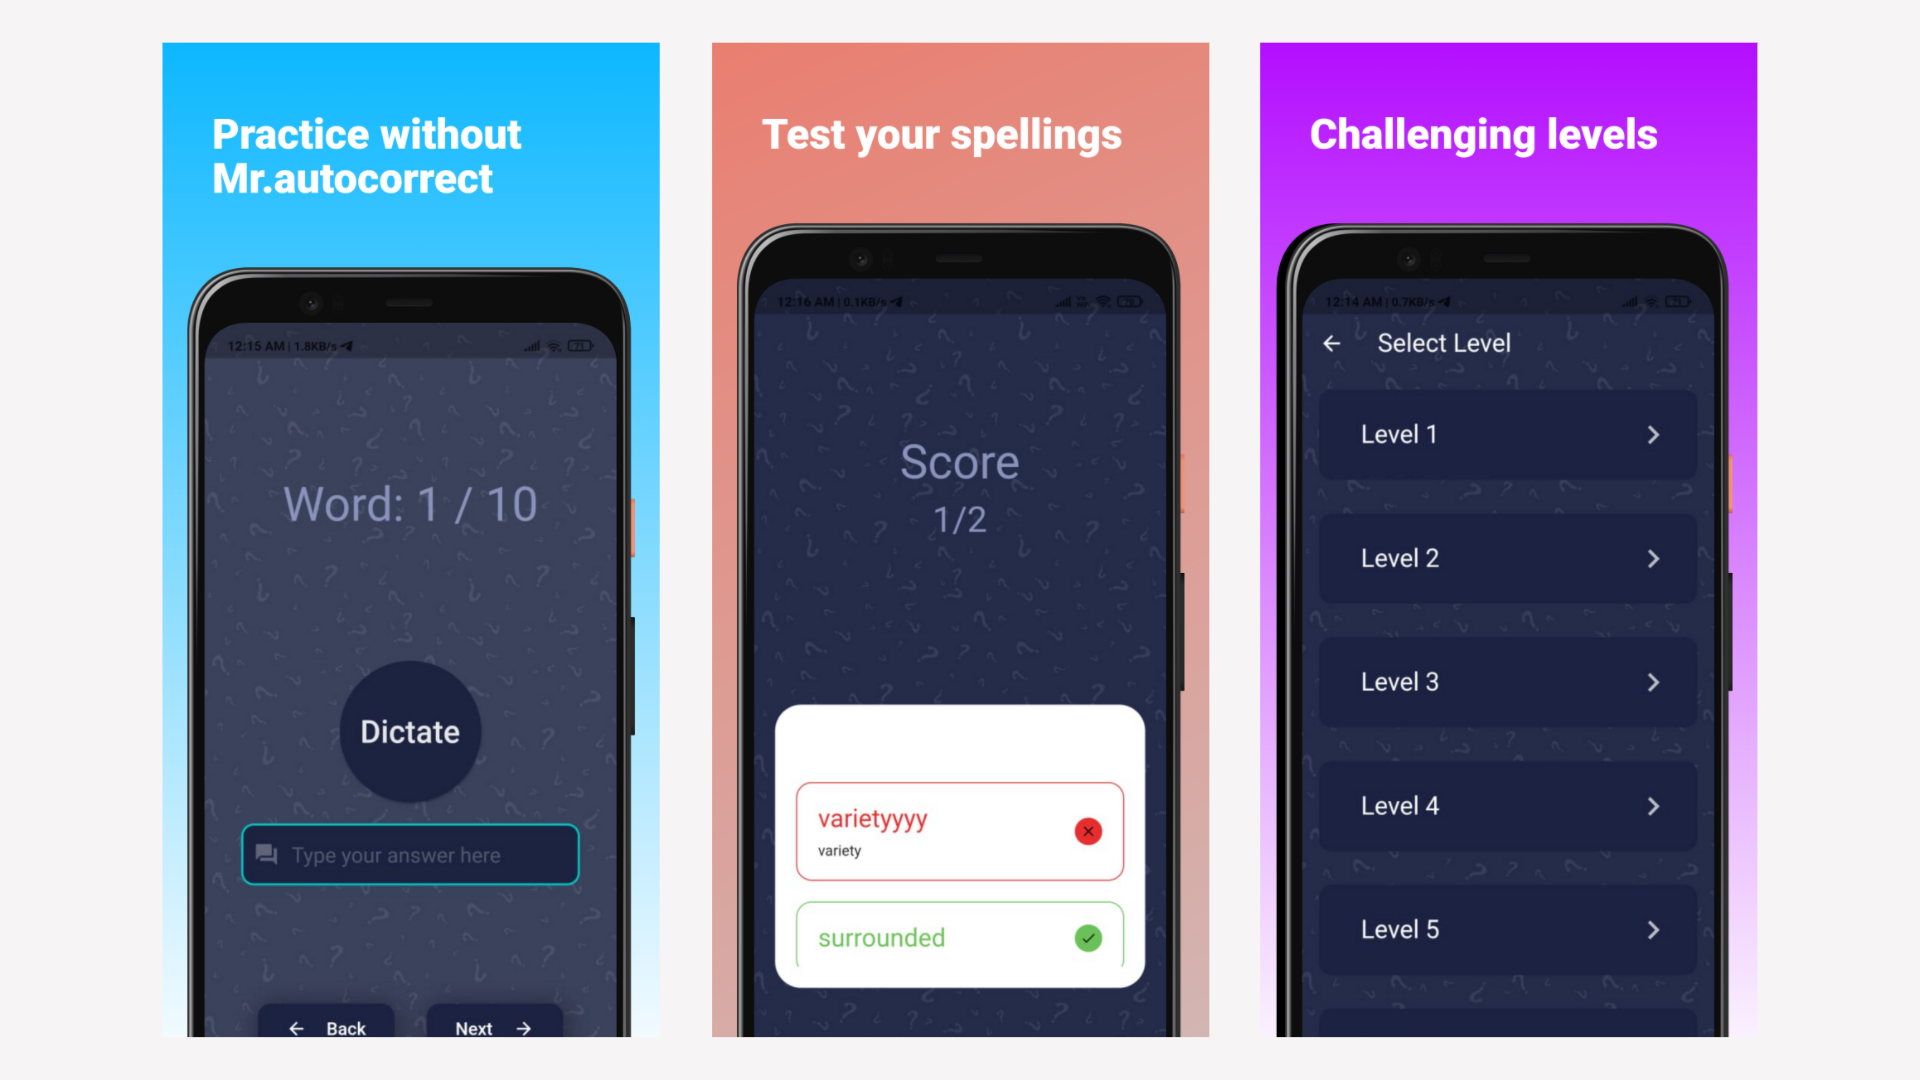 Practice without
Mr.autocorrect
12:15 AM | 1.8KB/s
71
Word: 1 / 10
Dictate
Type your answer here
Back
Next
Test your spellings
12:16 AM | 0.1KB/s
Score
1/2
varietyyyy
variety
surrounded
Challenging levels
12:14 AM | 0.7KB/s
71
Select Level
Level 1
Level 2
Level 3
Level 4
Level 5